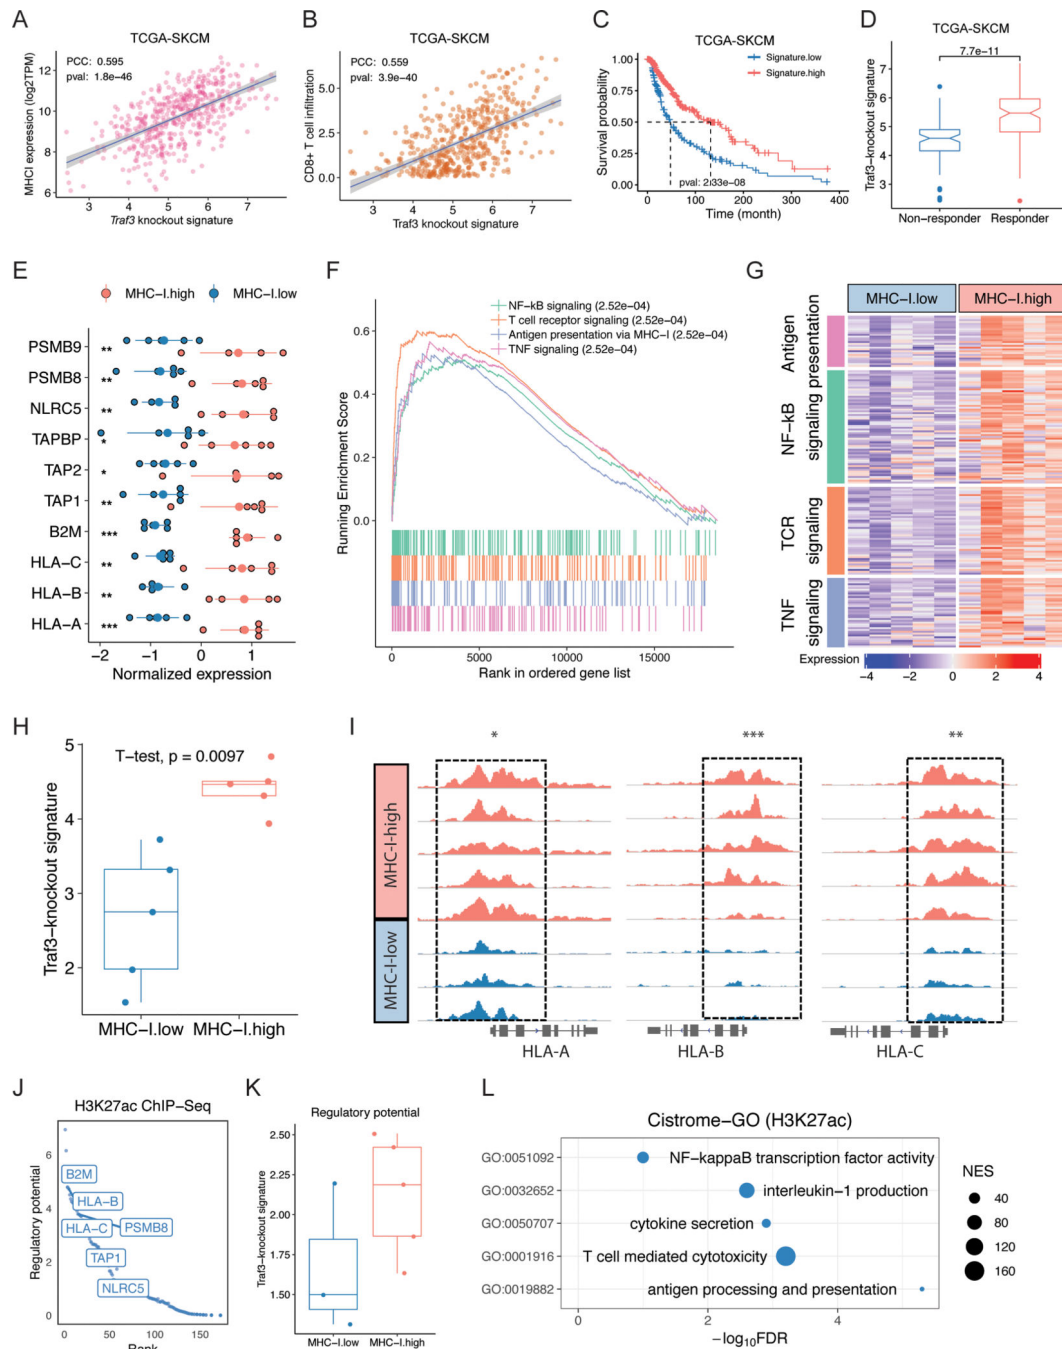 A
TCGA-SKCM
PCC: 0.595
pval: 1.8e-46
MHCI expression (log2TPM)
12
10
8
6
3
4
5
6
7
Traf3 knockout signature
B
TCGA-SKCM
PCC: 0.559
pval: 3.9e-40
CD8+ T cell infiltration
6
4
2
0
3
4
5
6
7
Traf3 knockout signature
C
TCGA-SKCM
Signature.low
Signature.high
Survival probability
1.00
0.75
0.50
0.25
0.00
pval: 2.33e-08
0
100
200
300
400
Time (month)
D
TCGA-SKCM
7.7e-11
Traf3-knockout signature
6
5
4
3
2
Non-responder
Responder
E
MHC-I.high
MHC-I.low
PSMB9 **
PSMB8 **
NLRC5 **
TAPBP *
TAP2 *
TAP1 **
B2M ***
HLA-C **
HLA-B **
HLA-A ***
-2
-1
0
1
Normalized expression
F
NF-kB signaling (2.52e-04)
T cell receptor signaling (2.52e-04)
Antigen presentation via MHC-I (2.52e-04)
TNF signaling (2.52e-04)
Running Enrichment Score
0.6
0.4
0.2
0.0
0
5000
10000
15000
Rank in ordered gene list
G
MHC-I.low
MHC-I.high
Antigen
presentation
NF-kB
signaling
TCR
signaling
TNF
signaling
Expression
-4
-2
0
2
4
H
T-test, p = 0.0097
Traf3-knockout signature
5
4
3
2
MHC-I.low
MHC-I.high
I
*
***
**
MHC-I-high
MHC-I-low
HLA-A
HLA-B
HLA-C
J
H3K27ac ChIP-Seq
Regulatory potential
6
4
2
0
B2M
HLA-B
HLA-C
PSMB8
TAP1
NLRC5
0
50
100
150
Rank
K
Regulatory potential
Traf3-knockout signature
2.50
2.25
2.00
1.75
1.50
MHC-I.low
MHC-I.high
L
Cistrome-GO (H3K27ac)
GO:0051092
NF-kappaB transcription factor activity
GO:0032652
interleukin-1 production
GO:0050707
cytokine secretion
GO:0001916
T cell mediated cytotoxicity
GO:0019882
antigen processing and presentation
0
2
4
-log10FDR
NES
40
80
120
160